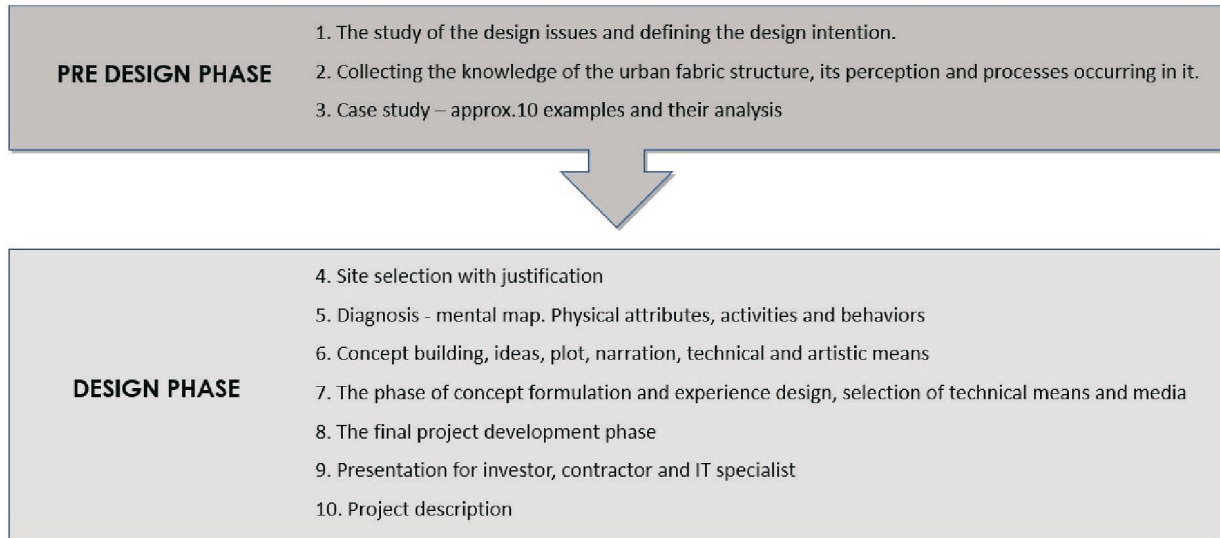 PRE DESIGN PHASE
1. The study of the design issues and defining the design intention.
2. Collecting the knowledge of the urban fabric structure, its perception and processes occurring in it.
3. Case study – approx.10 examples and their analysis
DESIGN PHASE
4. Site selection with justification
5. Diagnosis - mental map. Physical attributes, activities and behaviors
6. Concept building, ideas, plot, narration, technical and artistic means
7. The phase of concept formulation and experience design, selection of technical means and media
8. The final project development phase
9. Presentation for investor, contractor and IT specialist
10. Project description